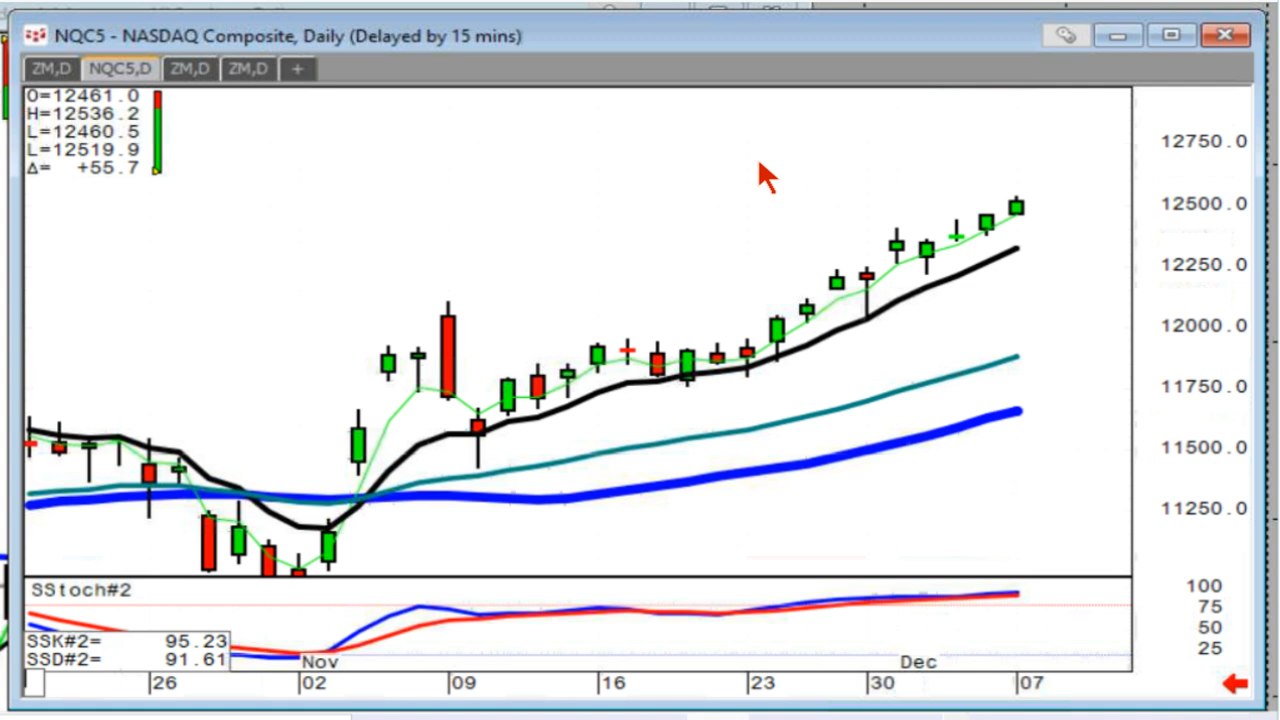 NQC5 - NASDAQ Composite, Daily (Delayed by 15 mins)
ZM,D NQC5,D ZM,D ZM,D +
O=12461.0
H=12536.2
L=12460.5
L=12519.9
Δ= +55.7
12750.0
12500.0
12250.0
12000.0
11750.0
11500.0
11250.0
SStoch#2
100
75
50
25
SSK#2= 95.23
SSD#2= 91.61
Nov Dec
26 02 09 16 23 30 07